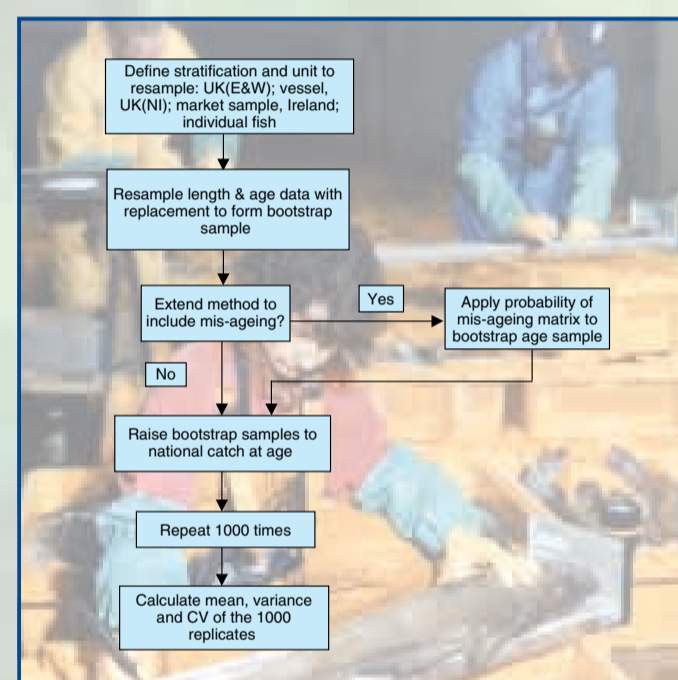 Define stratification and unit to
resample: UK(E&W); vessel,
UK(NI); market sample, Ireland;
individual fish
Resample length & age data with
replacement to form bootstrap
sample
Extend method to
include mis-ageing?
Yes
Apply probability of
mis-ageing matrix to
bootstrap age sample
No
Raise bootstrap samples to
national catch at age
Repeat 1000 times
Calculate mean, variance
and CV of the 1000
replicates